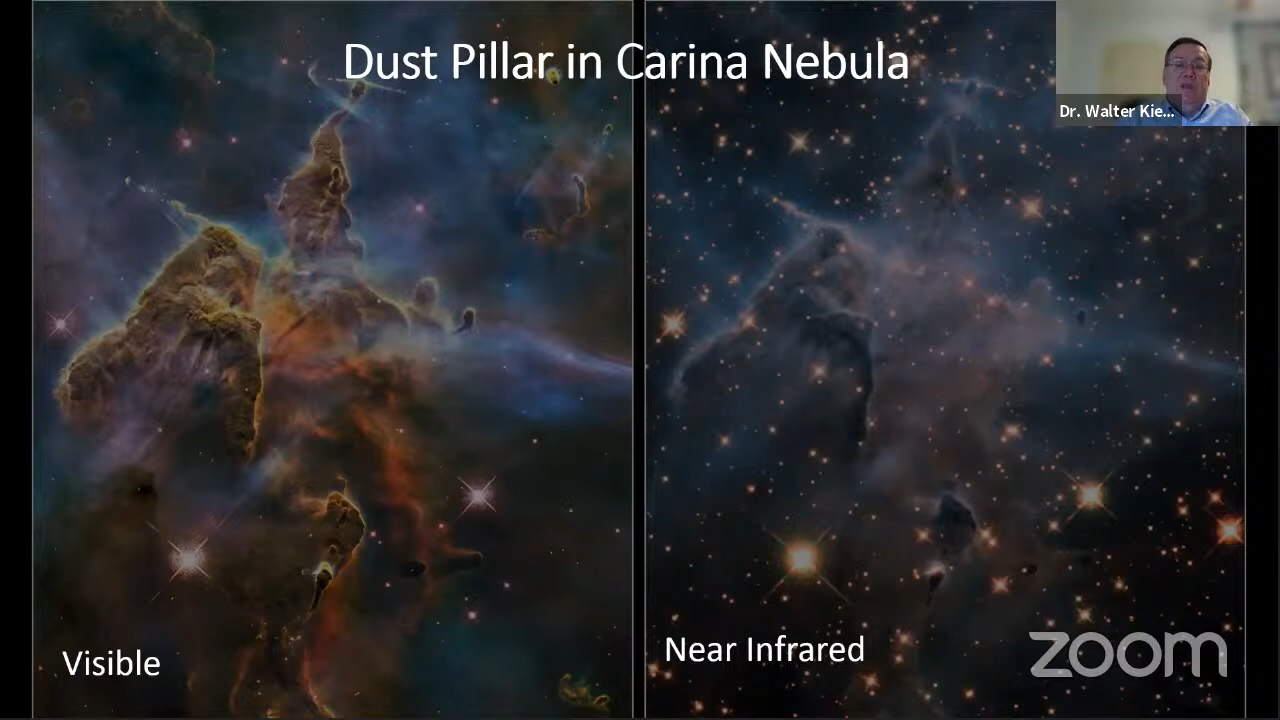 Dust Pillar in Carina Nebula
Dr. Walter Kie...
Visible
Near Infrared
zoom